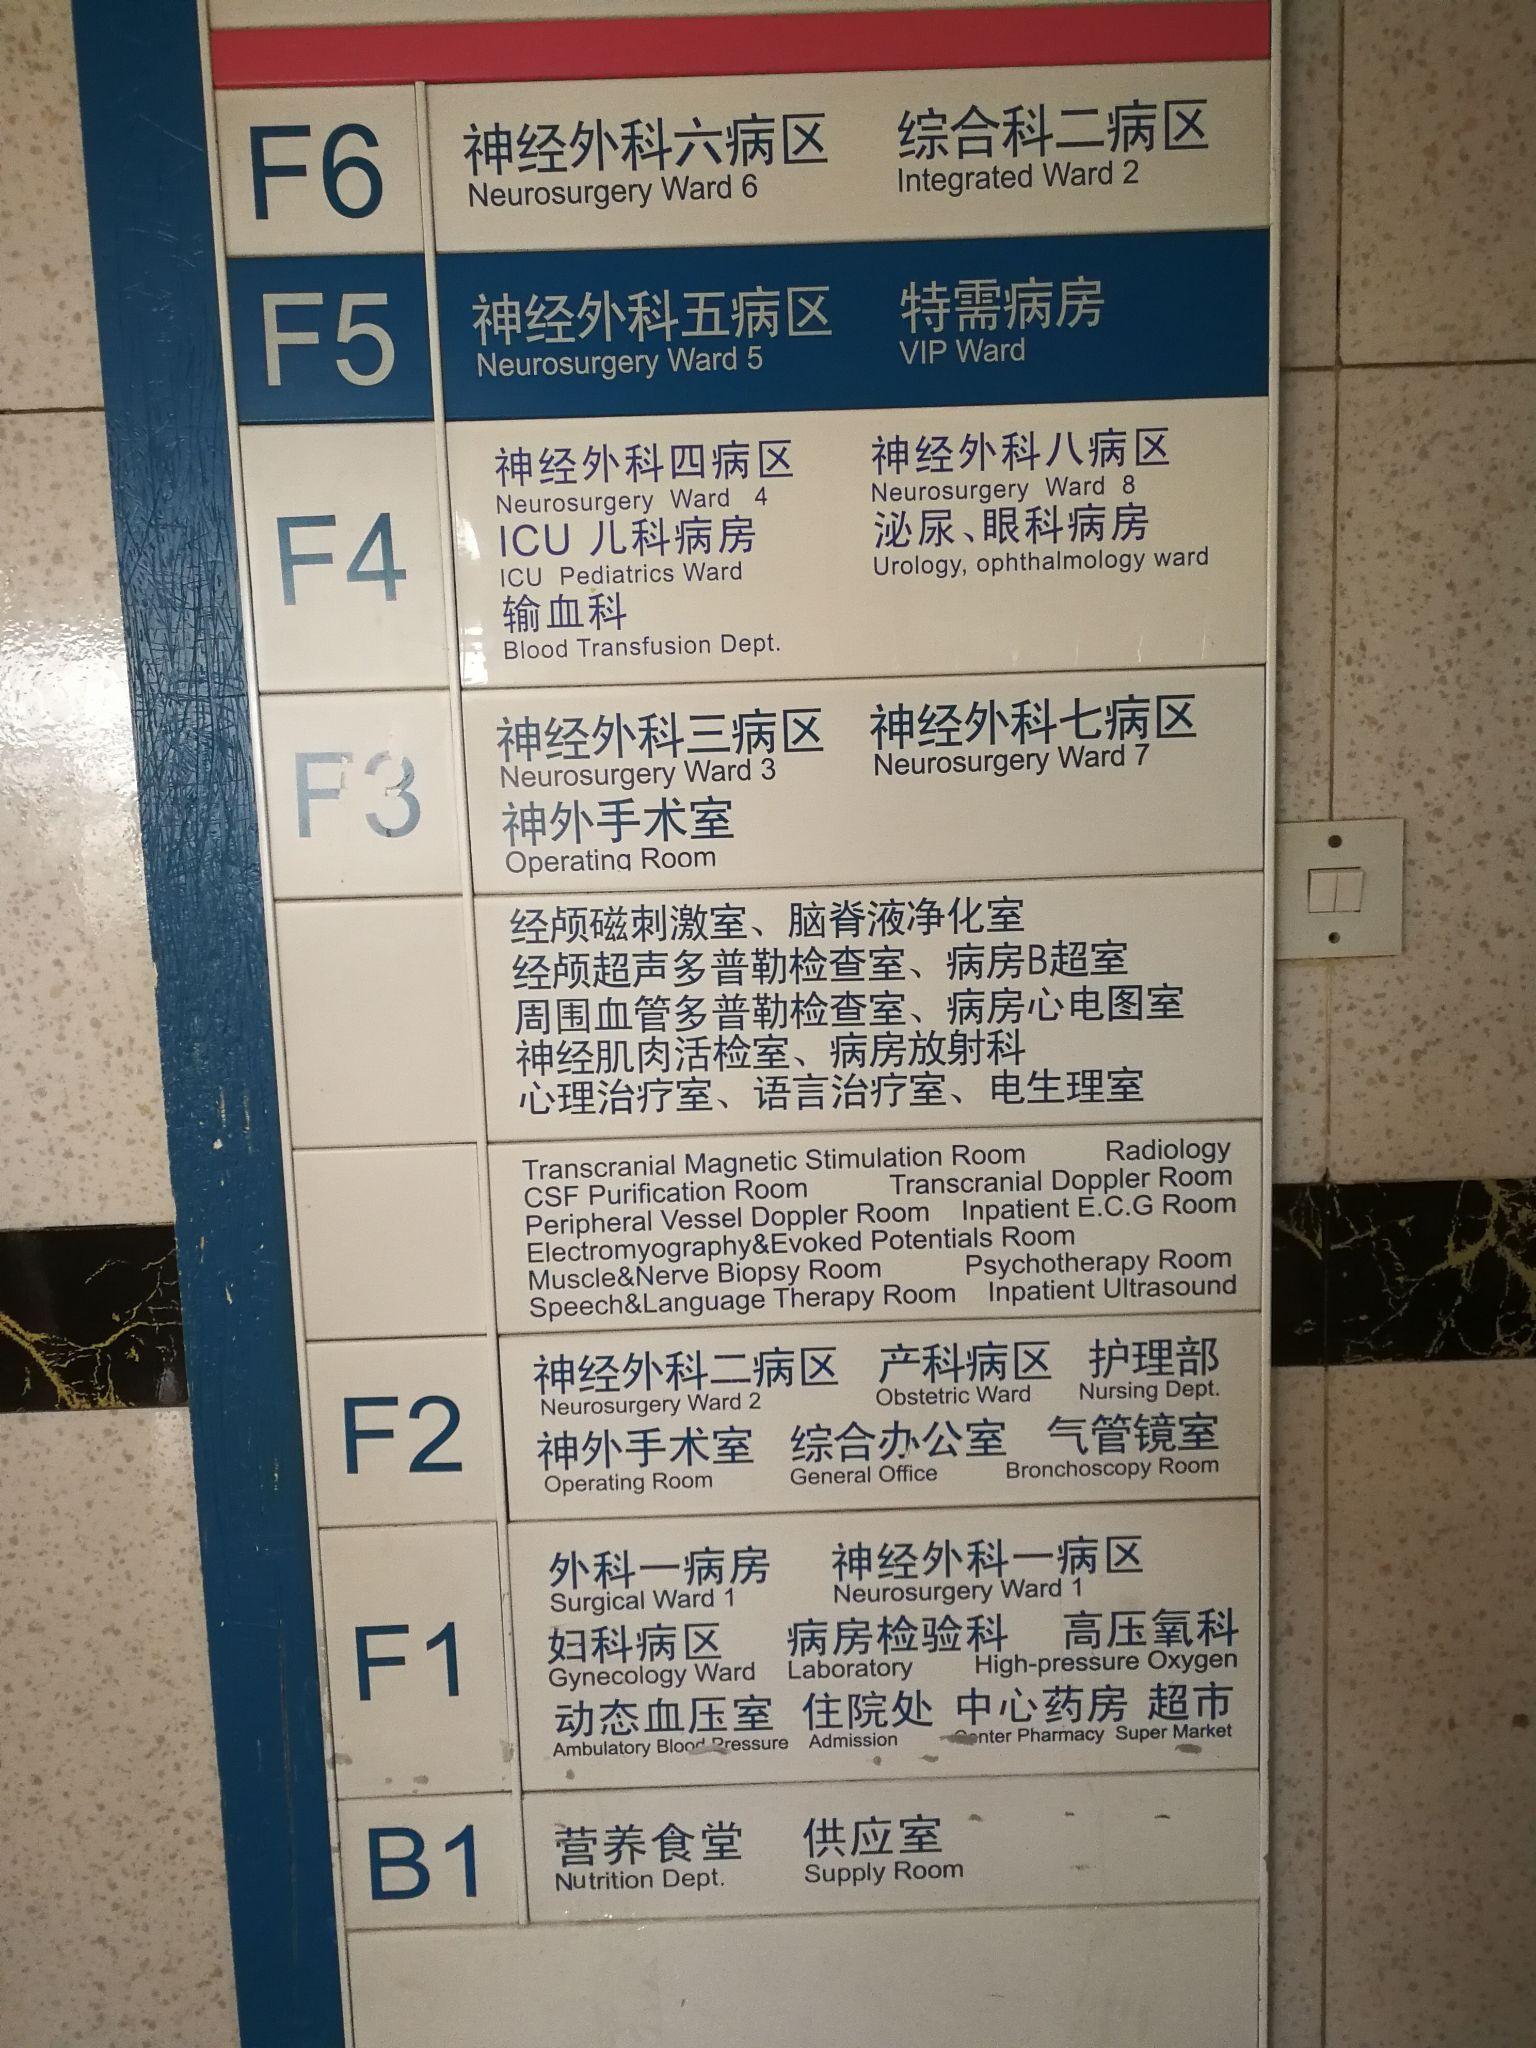 F6
神经外科六病区 综合科二病区
Neurosurgery Ward 6 Integrated Ward 2
F5
神经外科五病区 特需病房
Neurosurgery Ward 5 VIP Ward
F4
神经外科四病区 神经外科八病区
Neurosurgery Ward 4 Neurosurgery Ward 8
ICU 儿科病房 泌尿、眼科病房
ICU Pediatrics Ward Urology, ophthalmology ward
输血科
Blood Transfusion Dept.
F3
神经外科三病区 神经外科七病区
Neurosurgery Ward 3 Neurosurgery Ward 7
神外手术室
Operating Room
经颅磁刺激室、脑脊液净化室
经颅超声多普勒检查室、病房B超室
周围血管多普勒检查室、病房心电图室
神经肌肉活检室、病房放射科
心理治疗室、语言治疗室、电生理室
Transcranial Magnetic Stimulation Room Radiology
CSF Purification Room Transcranial Doppler Room
Peripheral Vessel Doppler Room Inpatient E.C.G Room
Electromyography&Evoked Potentials Room
Muscle&Nerve Biopsy Room Psychotherapy Room
Speech&Language Therapy Room Inpatient Ultrasound
F2
神经外科二病区 产科病区 护理部
Neurosurgery Ward 2 Obstetric Ward Nursing Dept.
神外手术室 综合办公室 气管镜室
Operating Room General Office Bronchoscopy Room
F1
外科一病房 神经外科一病区
Surgical Ward 1 Neurosurgery Ward 1
妇科病区 病房检验科 高压氧科
Gynecology Ward Laboratory High-pressure Oxygen
动态血压室 住院处 中心药房 超市
Ambulatory Blood Pressure Admission Center Pharmacy Super Market
B1
营养食堂 供应室
Nutrition Dept. Supply Room